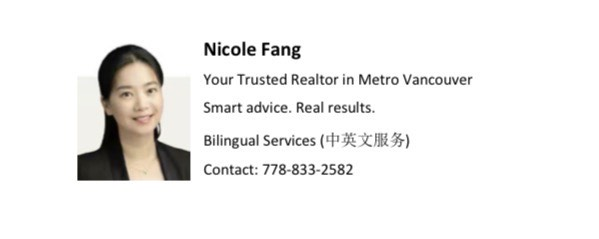 Nicole Fang
Your Trusted Realtor in Metro Vancouver
Smart advice. Real results.
Bilingual Services (中英文服务)
Contact: 778-833-2582